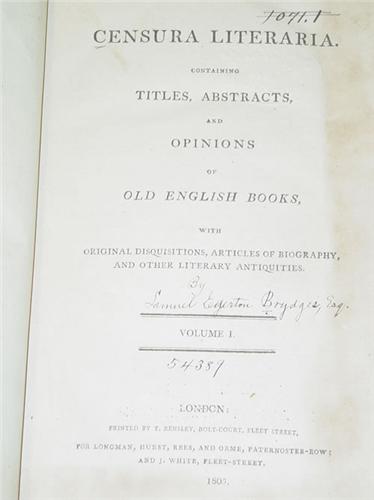 1071.1
CENSURA LITERARIA.
CONTAINING
TITLES, ABSTRACTS,
AND
OPINIONS
OF
OLD ENGLISH BOOKS,
WITH
ORIGINAL DISQUISITIONS, ARTICLES OF BIOGRAPHY,
AND OTHER LITERARY ANTIQUITIES.
By
Samuel Egerton Brydges, Esq.
VOLUME I.
54387
LONDON:
PRINTED BY T. BENSLEY, BOLT-COURT, FLEET STREET,
FOR LONGMAN, HURST, REES, AND ORME, PATERNOSTER-ROW;
AND J. WHITE, FLEET-STREET.
1805.